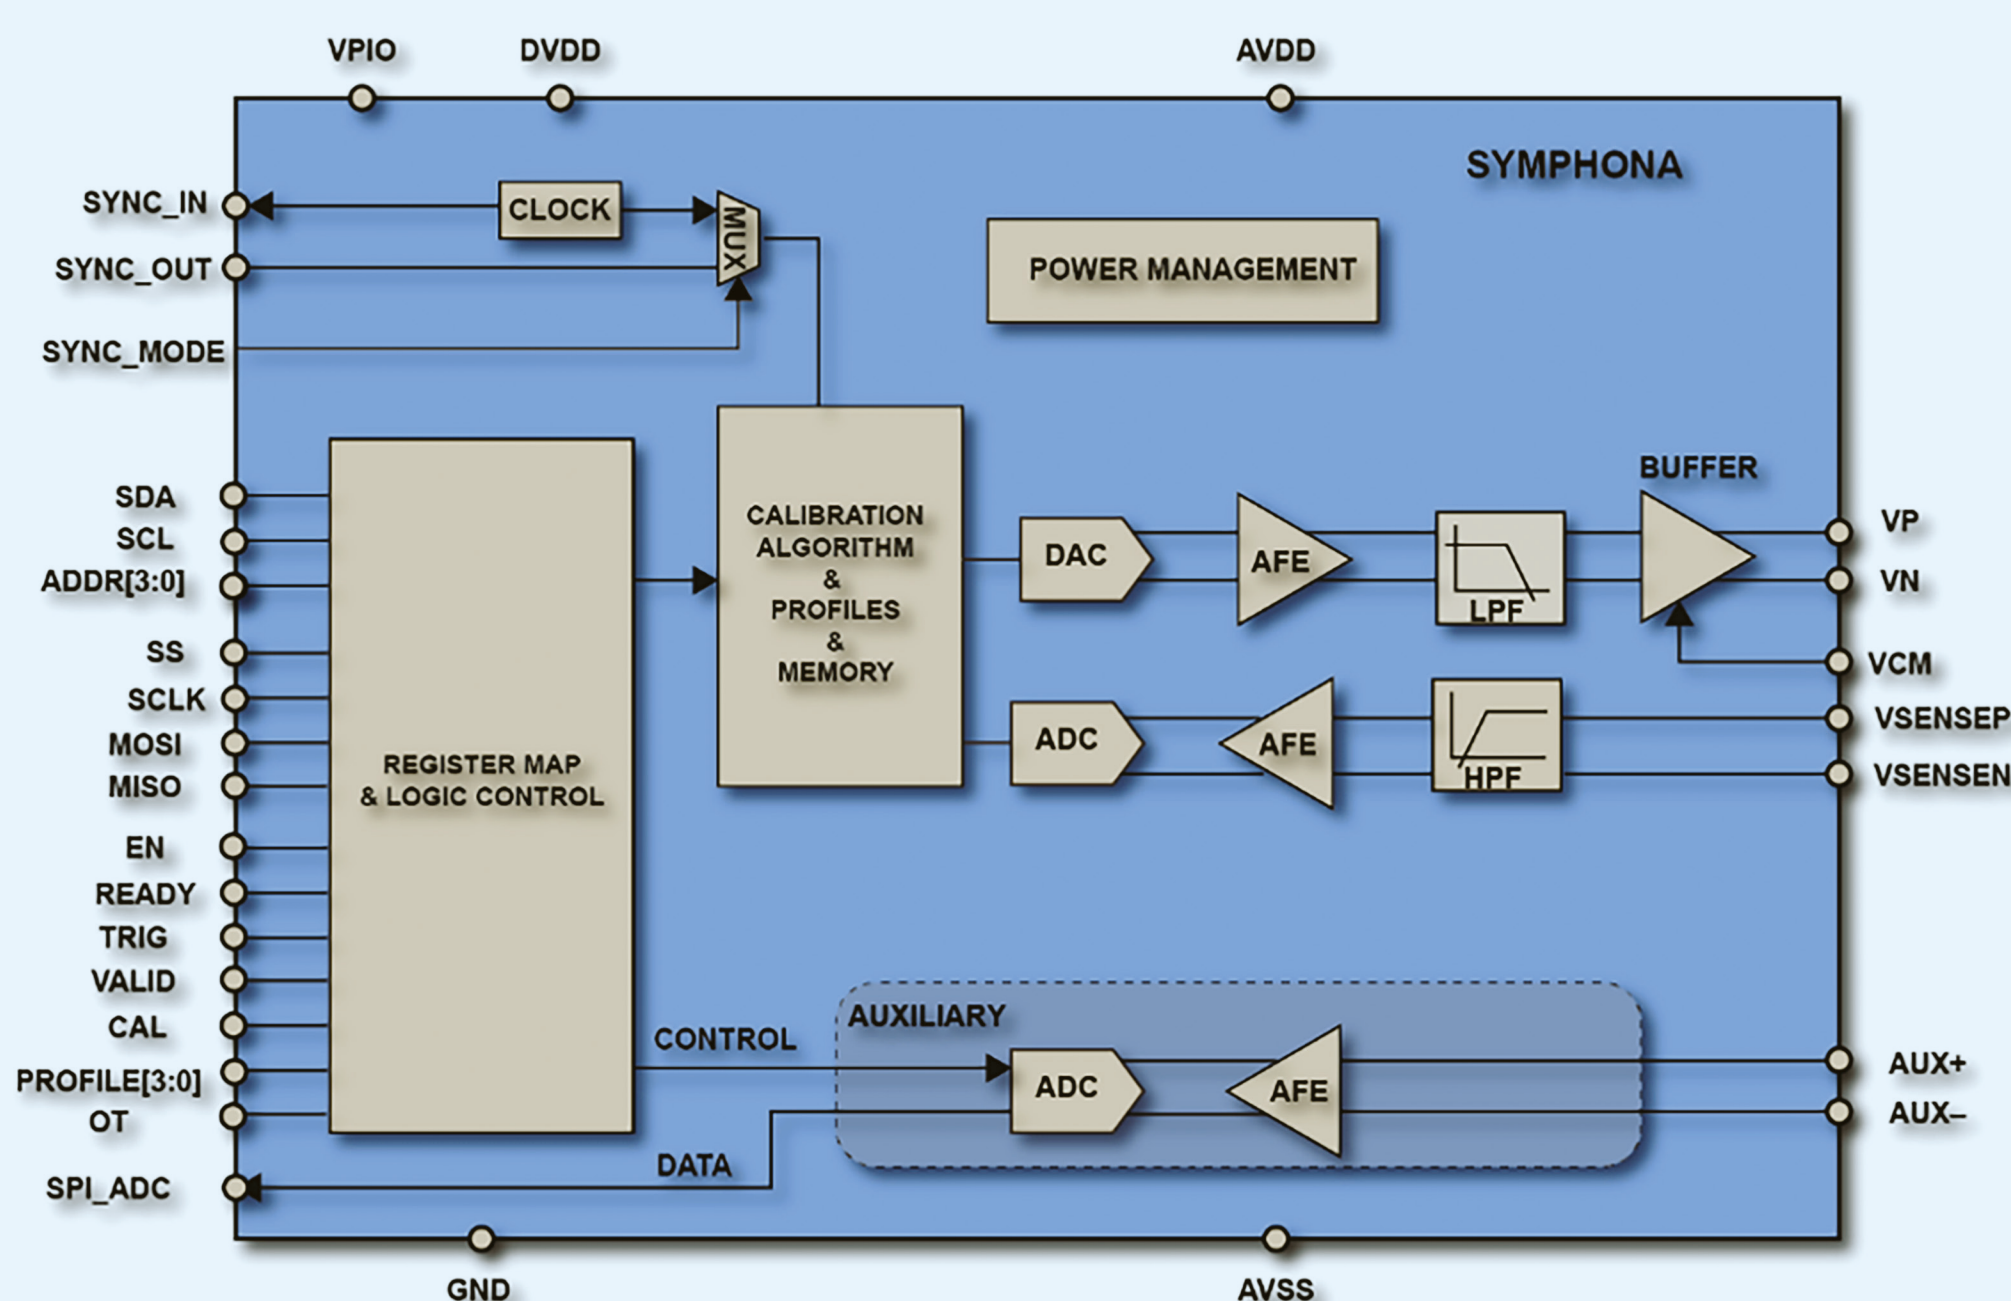 VPIO
DVDD
AVDD
SYMPHONA
SYNC_IN
CLOCK
MUX
SYNC_OUT
POWER MANAGEMENT
SYNC_MODE
BUFFER
SDA
SCL
ADDR[3:0]
SS
SCLK
MOSI
MISO
EN
READY
TRIG
VALID
CAL
PROFILE[3:0]
OT
SPI_ADC
REGISTER MAP
& LOGIC CONTROL
CALIBRATION
ALGORITHM
&
PROFILES
&
MEMORY
DAC
AFE
LPF
VP
VN
VCM
ADC
AFE
HPF
VSENSEP
VSENSEN
CONTROL
AUXILIARY
ADC
AFE
AUX+
AUX–
DATA
GND
AVSS